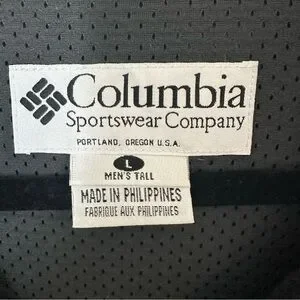 Columbia
Sportswear Company
PORTLAND, OREGON U.S.A.
L
MEN'S TALL
MADE IN PHILIPPINES
FABRIQUE AUX PHILIPPINES